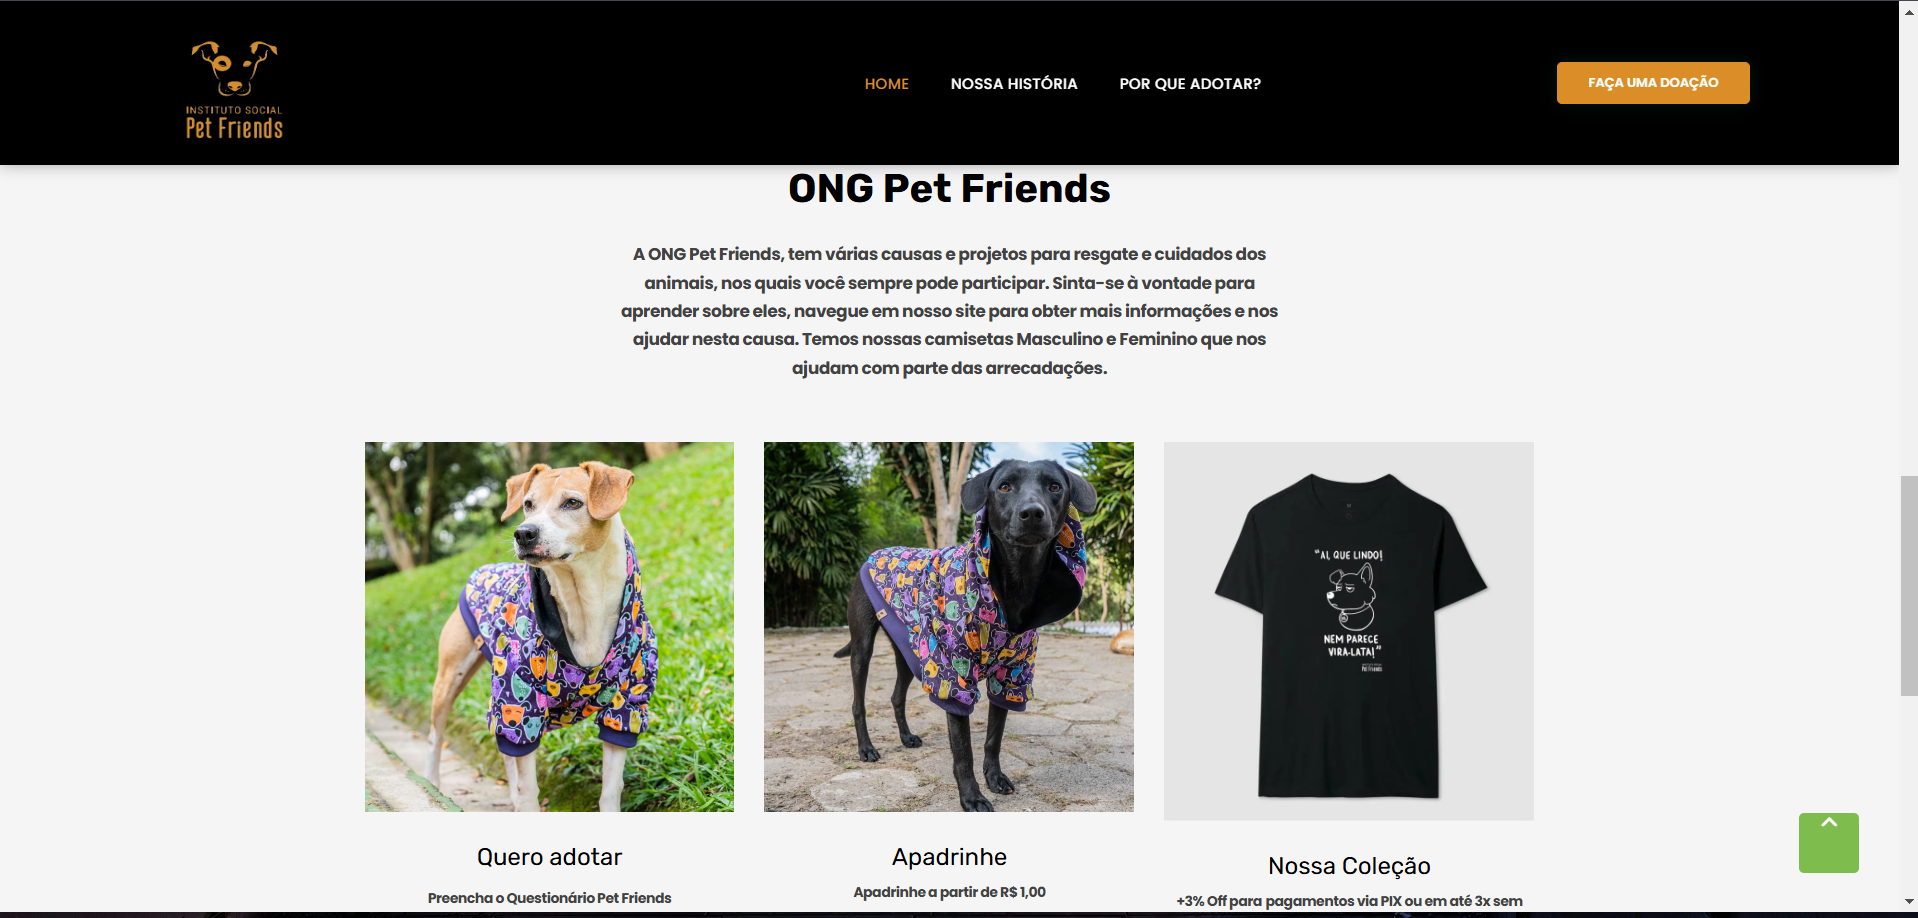 INSTITUTO SOCIAL
Pet Friends
HOME
NOSSA HISTÓRIA
POR QUE ADOTAR?
FAÇA UMA DOAÇÃO
ONG Pet Friends
A ONG Pet Friends, tem várias causas e projetos para resgate e cuidados dos
animais, nos quais você sempre pode participar. Sinta-se à vontade para
aprender sobre eles, navegue em nosso site para obter mais informações e nos
ajudar nesta causa. Temos nossas camisetas Masculino e Feminino que nos
ajudam com parte das arrecadações.
"AI, QUE LINDO!
NEM PARECE
VIRA-LATA!"
Pet Friends
Quero adotar
Preencha o Questionário Pet Friends
Apadrinhe
Apadrinhe a partir de R$ 1,00
Nossa Coleção
+3% Off para pagamentos via PIX ou em até 3x sem